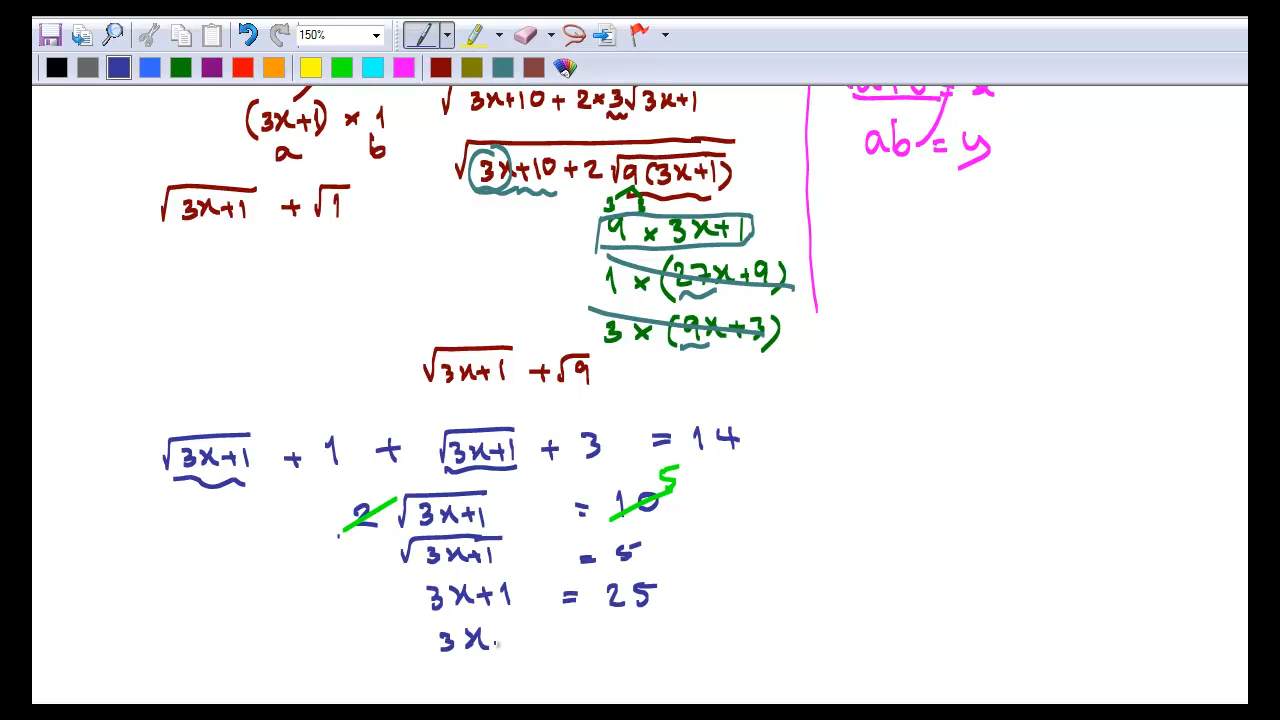 150%
√3x+10+2×3√3x+1
(3x+1) × 1
a b
ab = y
√3x+10+2√9(3x+1)
√3x+1 + √1
3 3
9 × 3x+1
1 × (27x+9)
3 × (9x+3)
√3x+1 + √9
√3x+1 + 1 + √3x+1 + 3 = 14
5
2 √3x+1 = 10
√3x+1 = 5
3x+1 = 25
3x